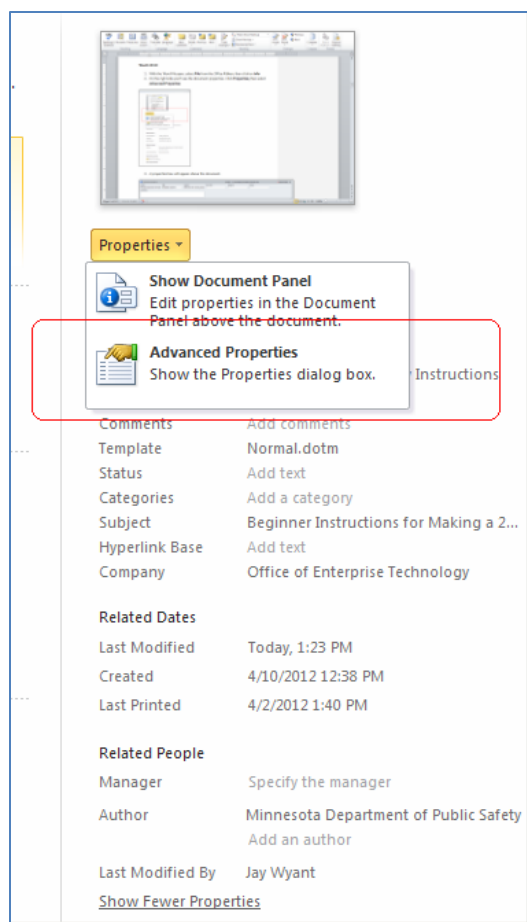 Properties
Show Document Panel
Edit properties in the Document
Panel above the document.
Advanced Properties
Show the Properties dialog box.
Instructions
Comments Add comments
Template Normal.dotm
Status Add text
Categories Add a category
Subject Beginner Instructions for Making a 2...
Hyperlink Base Add text
Company Office of Enterprise Technology
Related Dates
Last Modified Today, 1:23 PM
Created 4/10/2012 12:38 PM
Last Printed 4/2/2012 1:40 PM
Related People
Manager Specify the manager
Author Minnesota Department of Public Safety
Add an author
Last Modified By Jay Wyant
Show Fewer Properties